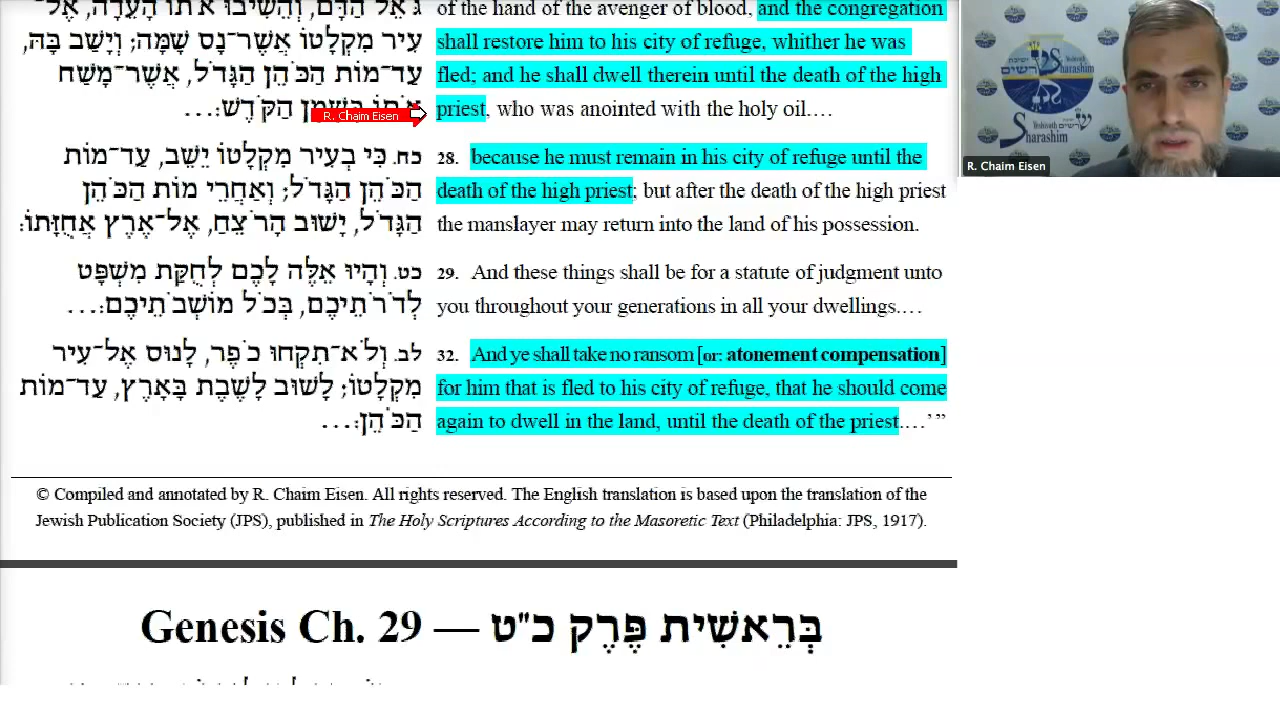 גֹּאֵל הַדָּם, וְהֵשִׁיבוּ אֹתוֹ הָעֵדָה, אֶל־
עִיר מִקְלָטוֹ אֲשֶׁר־נָס שָׁמָּה; וְיָשַׁב בָּהּ,
עַד־מוֹת הַכֹּהֵן הַגָּדֹל, אֲשֶׁר־מָשַׁח
אֹתוֹ בְּשֶׁמֶן הַקֹּדֶשׁ:...
of the hand of the avenger of blood, and the congregation
shall restore him to his city of refuge, whither he was
fled; and he shall dwell therein until the death of the high
priest, who was anointed with the holy oil.…
R. Chaim Eisen
כח. כִּי בְעִיר מִקְלָטוֹ יֵשֵׁב, עַד־מוֹת
הַכֹּהֵן הַגָּדֹל; וְאַחֲרֵי מוֹת הַכֹּהֵן
הַגָּדֹל, יָשׁוּב הָרֹצֵחַ, אֶל־אֶרֶץ אֲחֻזָּתוֹ:
28. because he must remain in his city of refuge until the
death of the high priest; but after the death of the high priest
the manslayer may return into the land of his possession.
כט. וְהָיוּ אֵלֶּה לָכֶם לְחֻקַּת מִשְׁפָּט
לְדֹרֹתֵיכֶם, בְּכֹל מוֹשְׁבֹתֵיכֶם:...
29. And these things shall be for a statute of judgment unto
you throughout your generations in all your dwellings.…
לב. וְלֹא־תִקְחוּ כֹפֶר, לָנוּס אֶל־עִיר
מִקְלָטוֹ; לָשׁוּב לָשֶׁבֶת בָּאָרֶץ, עַד־מוֹת
הַכֹּהֵן:...
32. And ye shall take no ransom [or: atonement compensation]
for him that is fled to his city of refuge, that he should come
again to dwell in the land, until the death of the priest.…’”
© Compiled and annotated by R. Chaim Eisen. All rights reserved. The English translation is based upon the translation of the
Jewish Publication Society (JPS), published in The Holy Scriptures According to the Masoretic Text (Philadelphia: JPS, 1917).
Genesis Ch. 29 — בְּרֵאשִׁית פֶּרֶק כ"ט
Yeshivath
Sharashim
ישיבת
שרשים
R. Chaim Eisen